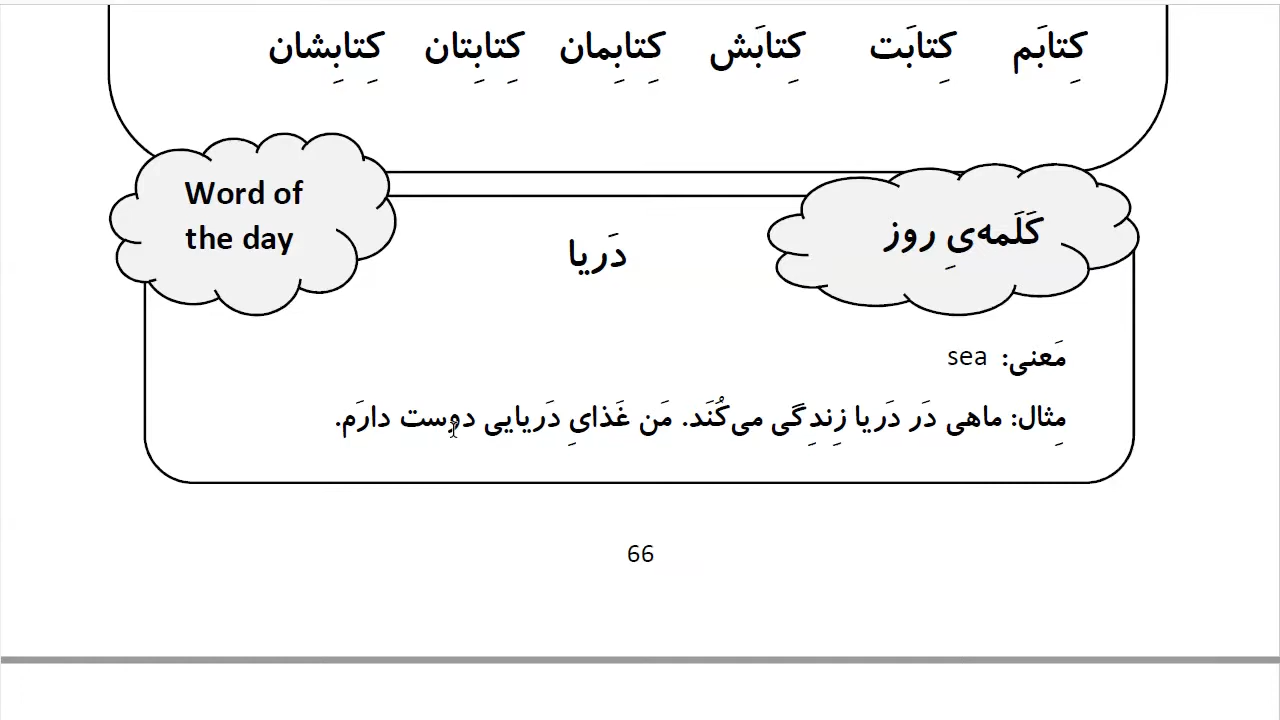 کِتابَم کِتابَت کِتابَش کِتابِمان کِتابِتان کِتابِشان
Word of
the day
کَلَمه‌یِ روز
دَریا
مَعنی: sea
مِثال: ماهی دَر دَریا زِندِگی می‌کُنَد. مَن غَذایِ دَریایی دوست دارَم.
66